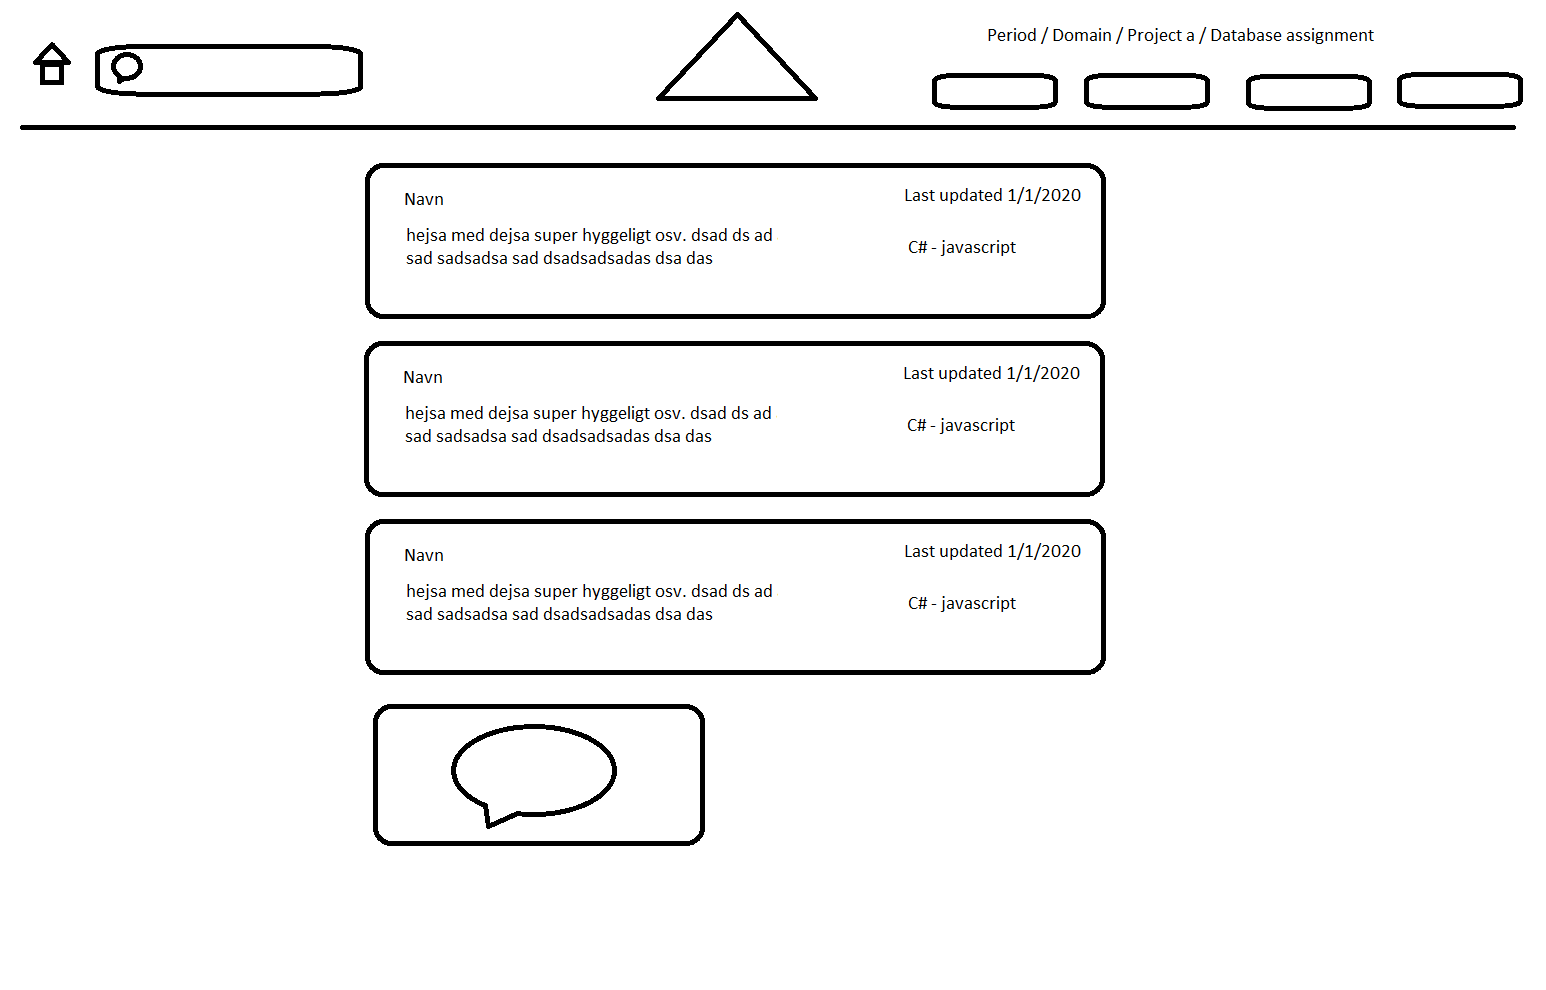 Period / Domain / Project a / Database assignment
Navn
Last updated 1/1/2020
hejsa med dejsa super hyggeligt osv. dsad ds ad
sad sadsadsa sad dsadsadsadas dsa das
C# - javascript
Navn
Last updated 1/1/2020
hejsa med dejsa super hyggeligt osv. dsad ds ad
sad sadsadsa sad dsadsadsadas dsa das
C# - javascript
Navn
Last updated 1/1/2020
hejsa med dejsa super hyggeligt osv. dsad ds ad
sad sadsadsa sad dsadsadsadas dsa das
C# - javascript